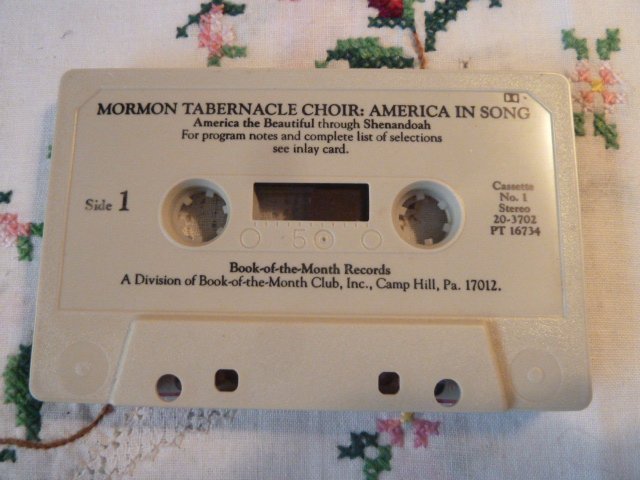 MORMON TABERNACLE CHOIR: AMERICA IN SONG
America the Beautiful through Shenandoah
For program notes and complete list of selections
see inlay card.
Side 1
Cassette
No. 1
Stereo
20-3702
PT 16734
5
Book-of-the-Month Records
A Division of Book-of-the-Month Club, Inc., Camp Hill, Pa. 17012.